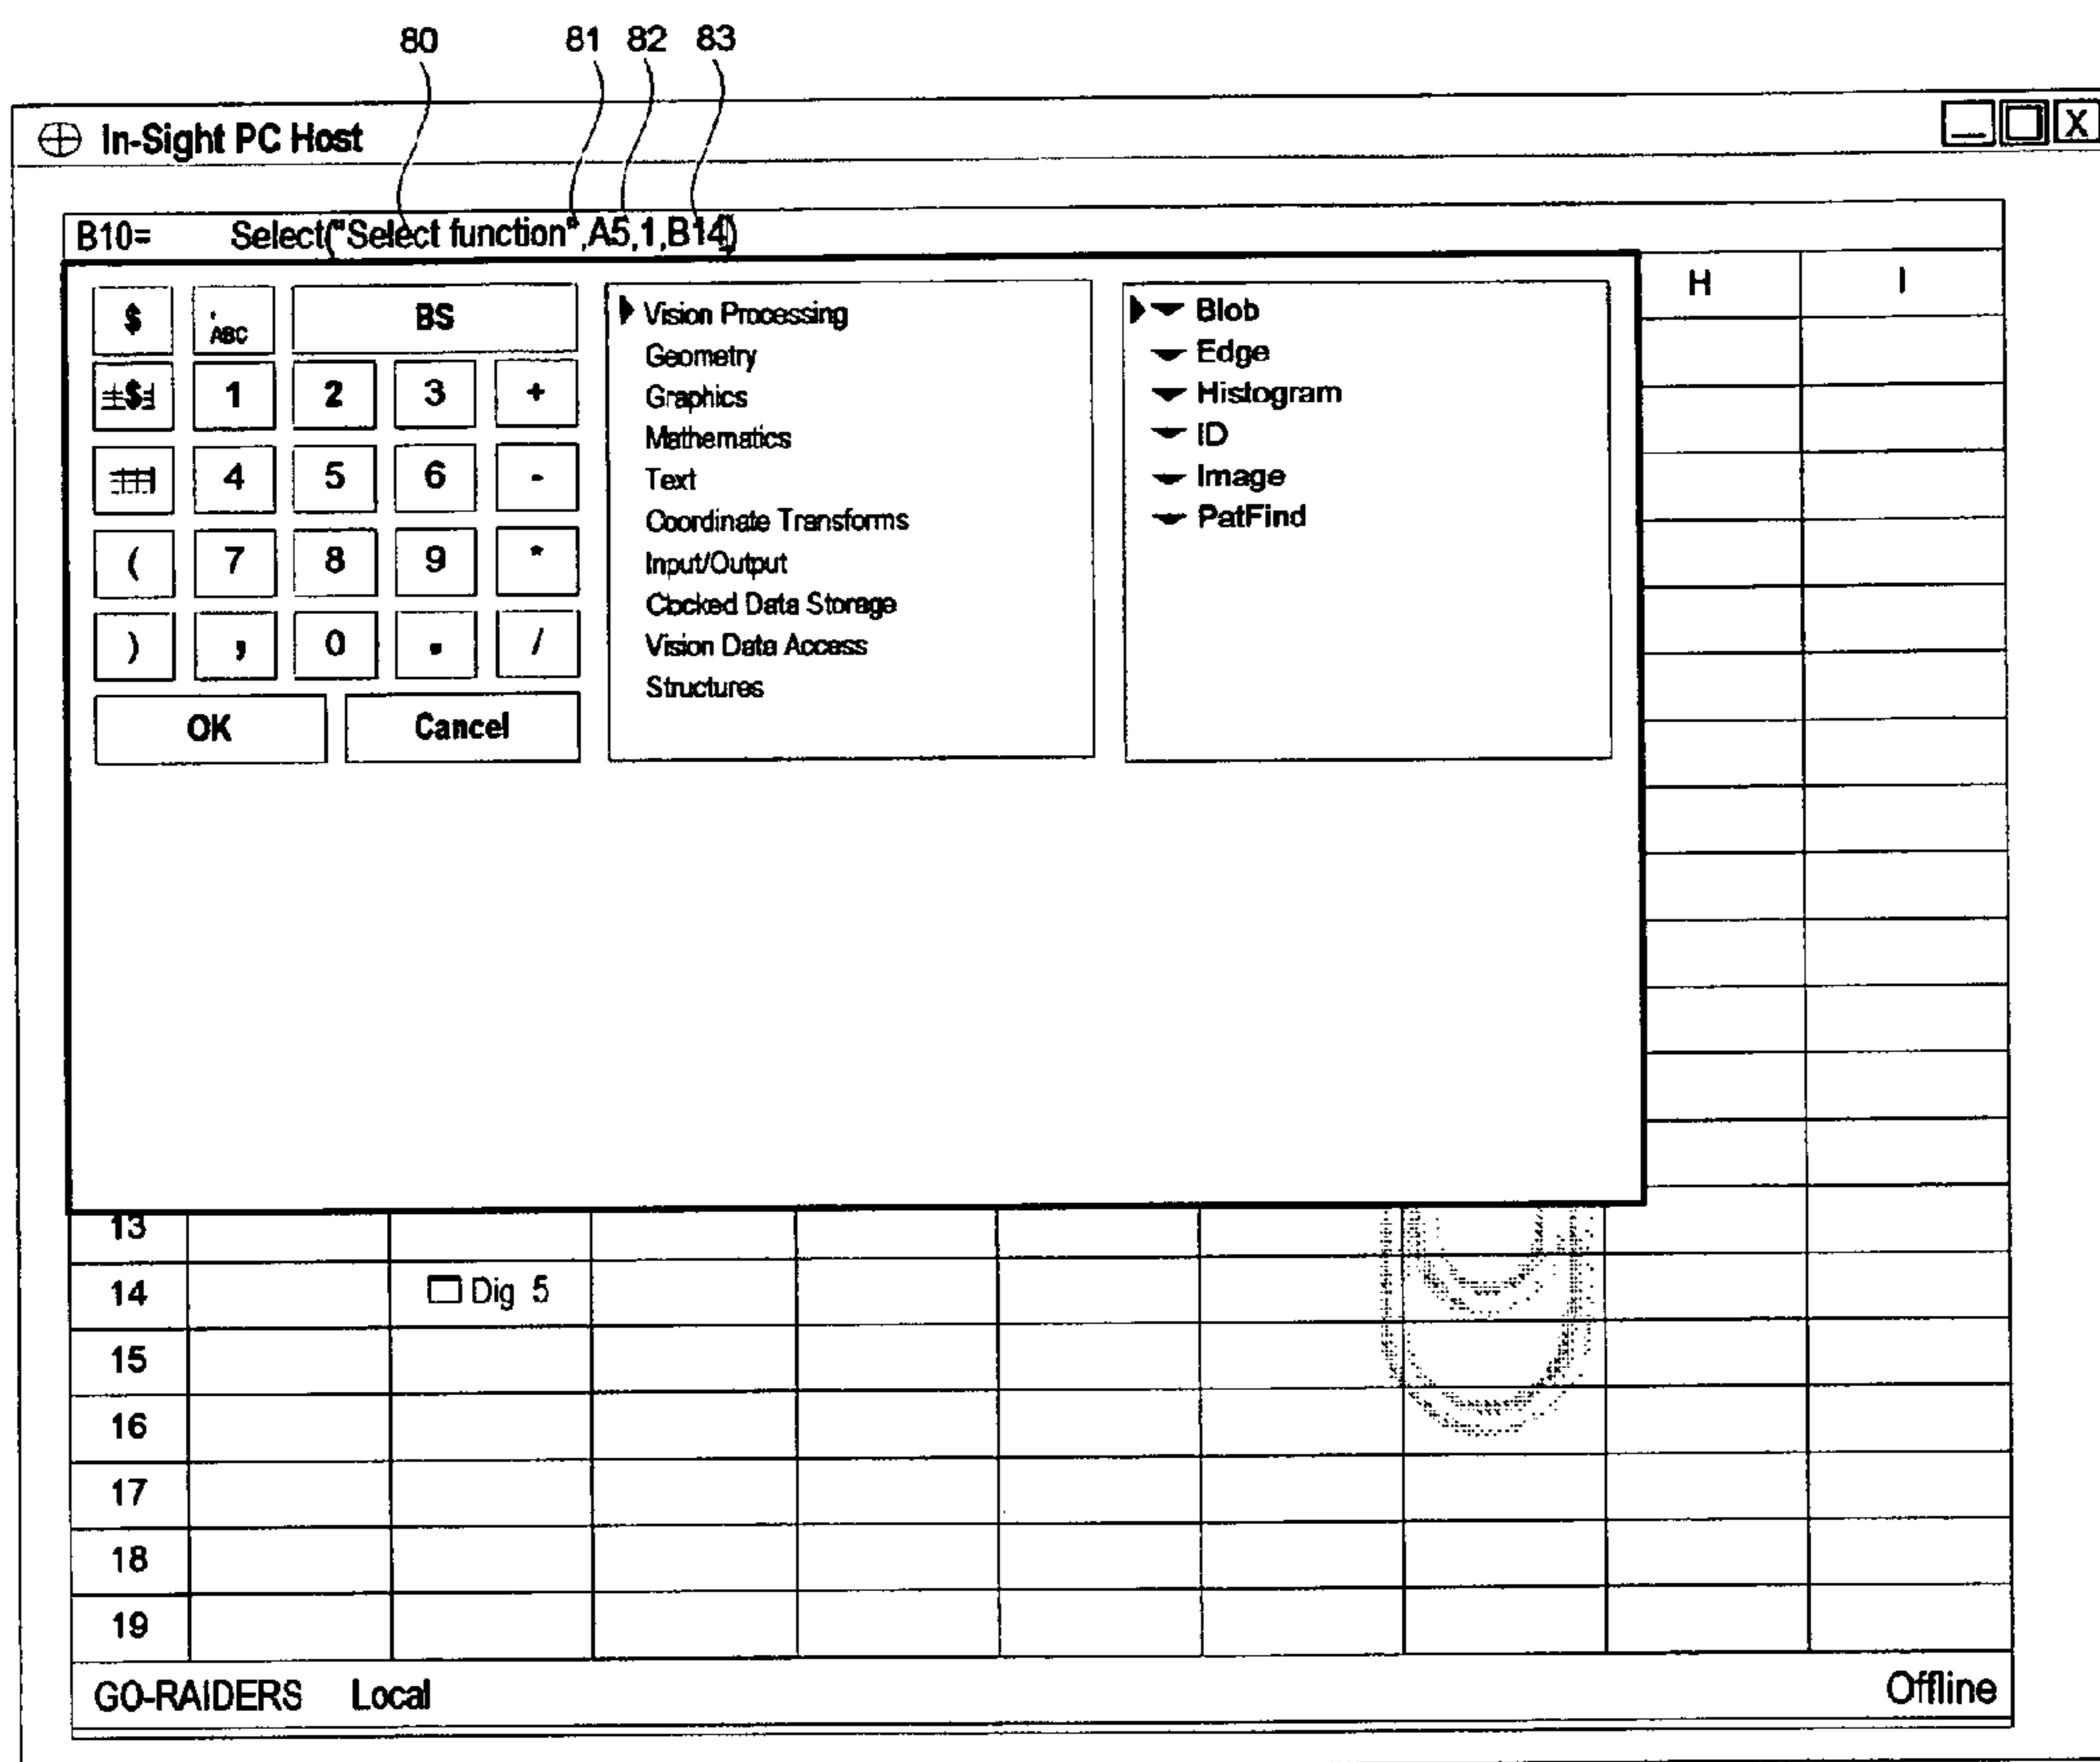 80 81 82 83
In-Sight PC Host X
B10= Select("Select function",A5,1,B14)
H I
$ ' ABC BS
$ 1 2 3 +
4 5 6 -
( 7 8 9 *
) , 0 . /
OK Cancel
Vision Processing
Geometry
Graphics
Mathematics
Text
Coordinate Transforms
Input/Output
Clocked Data Storage
Vision Data Access
Structures
Blob
Edge
Histogram
ID
Image
PatFind
13
14 Dig 5
15
16
17
18
19
GO-RAIDERS Local Offline